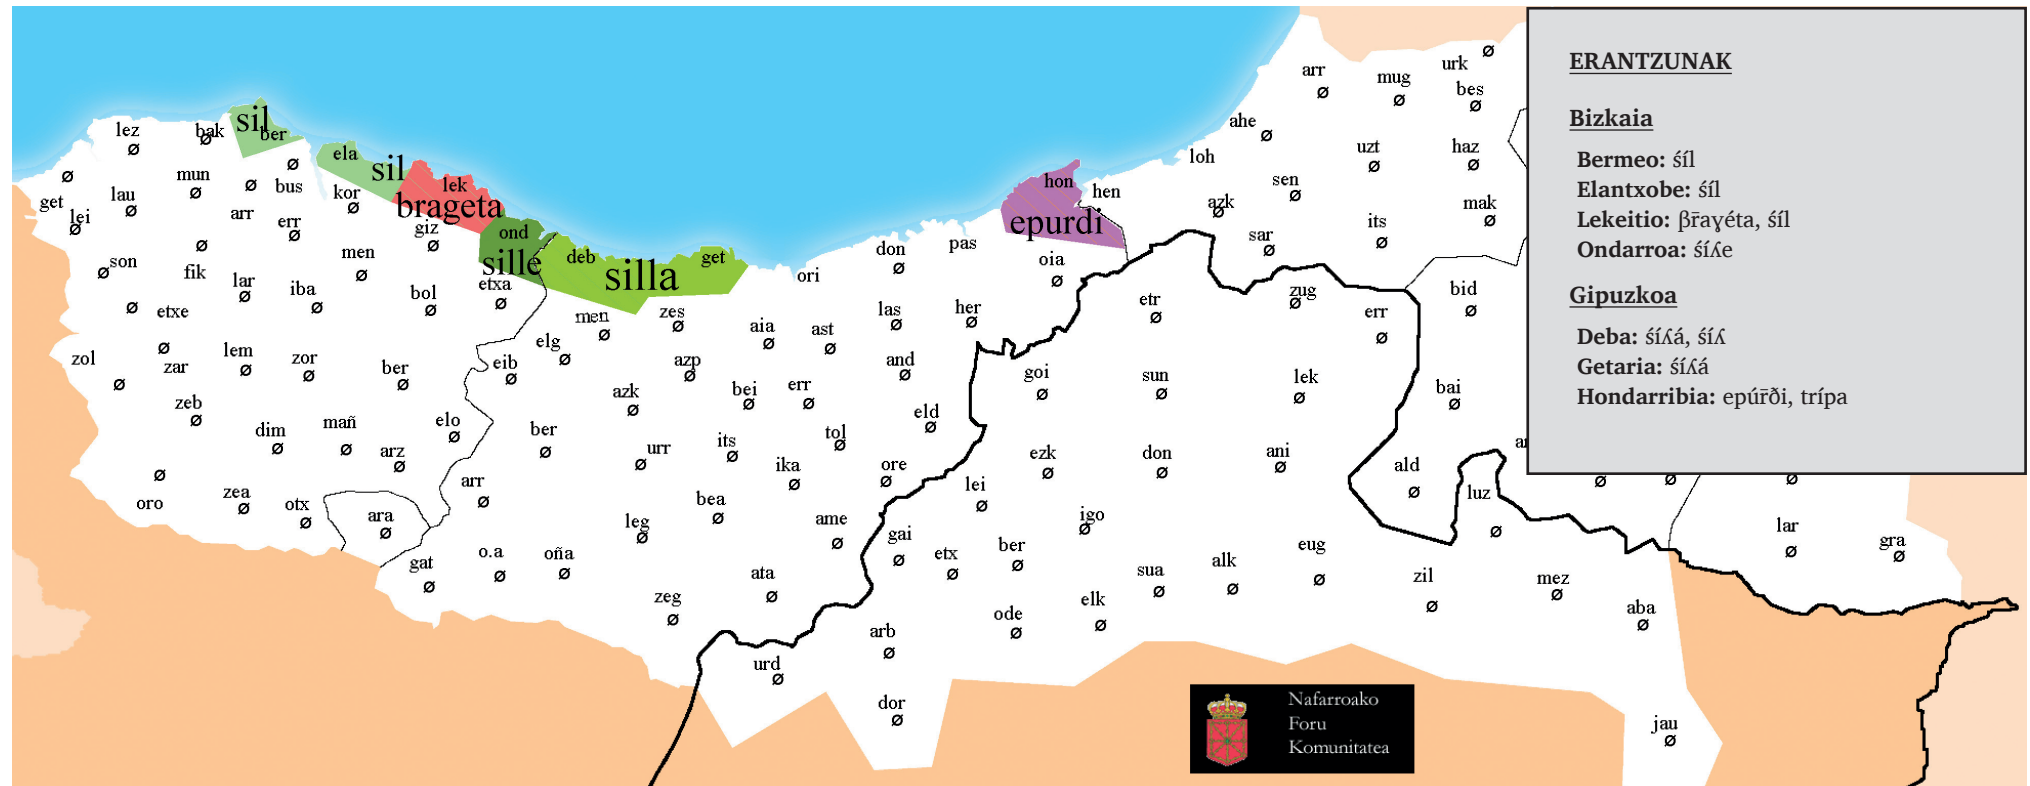 ERANTZUNAK
Bizkaia
Bermeo: śíl
Elantxobe: śíl
Lekeitio: βr̄aɣéta, śíl
Ondarroa: śíʎe
Gipuzkoa
Deba: śíʎá, śíʎ
Getaria: śíʎá
Hondarribia: epúr̄ði, trípa
urk
arr
mug
bes
ahe
lez
bak
sil
ber
ela
loh
uzt
haz
mun
sil
lek
hon
hen
sen
get
lau
bus
kor
brageta
epurdi
azk
mak
lei
arr
err
giz
ond
its
sar
son
fik
men
sille
deb
get
silla
don
pas
oia
ori
lar
iba
bol
etxa
etr
zug
bid
etxe
men
zes
las
her
err
aia
ast
zol
zar
lem
zor
ber
eib
elg
azp
and
goi
sun
lek
bai
zeb
azk
bei
err
eld
dim
mañ
elo
ber
its
tol
arz
urr
ezk
don
ani
ald
ika
ore
oro
zea
otx
ara
arr
bea
lei
luz
leg
ame
igo
lar
gat
o.a
oña
gai
etx
ber
eug
gra
ata
sua
alk
zil
mez
zeg
ode
elk
aba
arb
urd
dor
jau
Nafarroako
Foru
Komunitatea